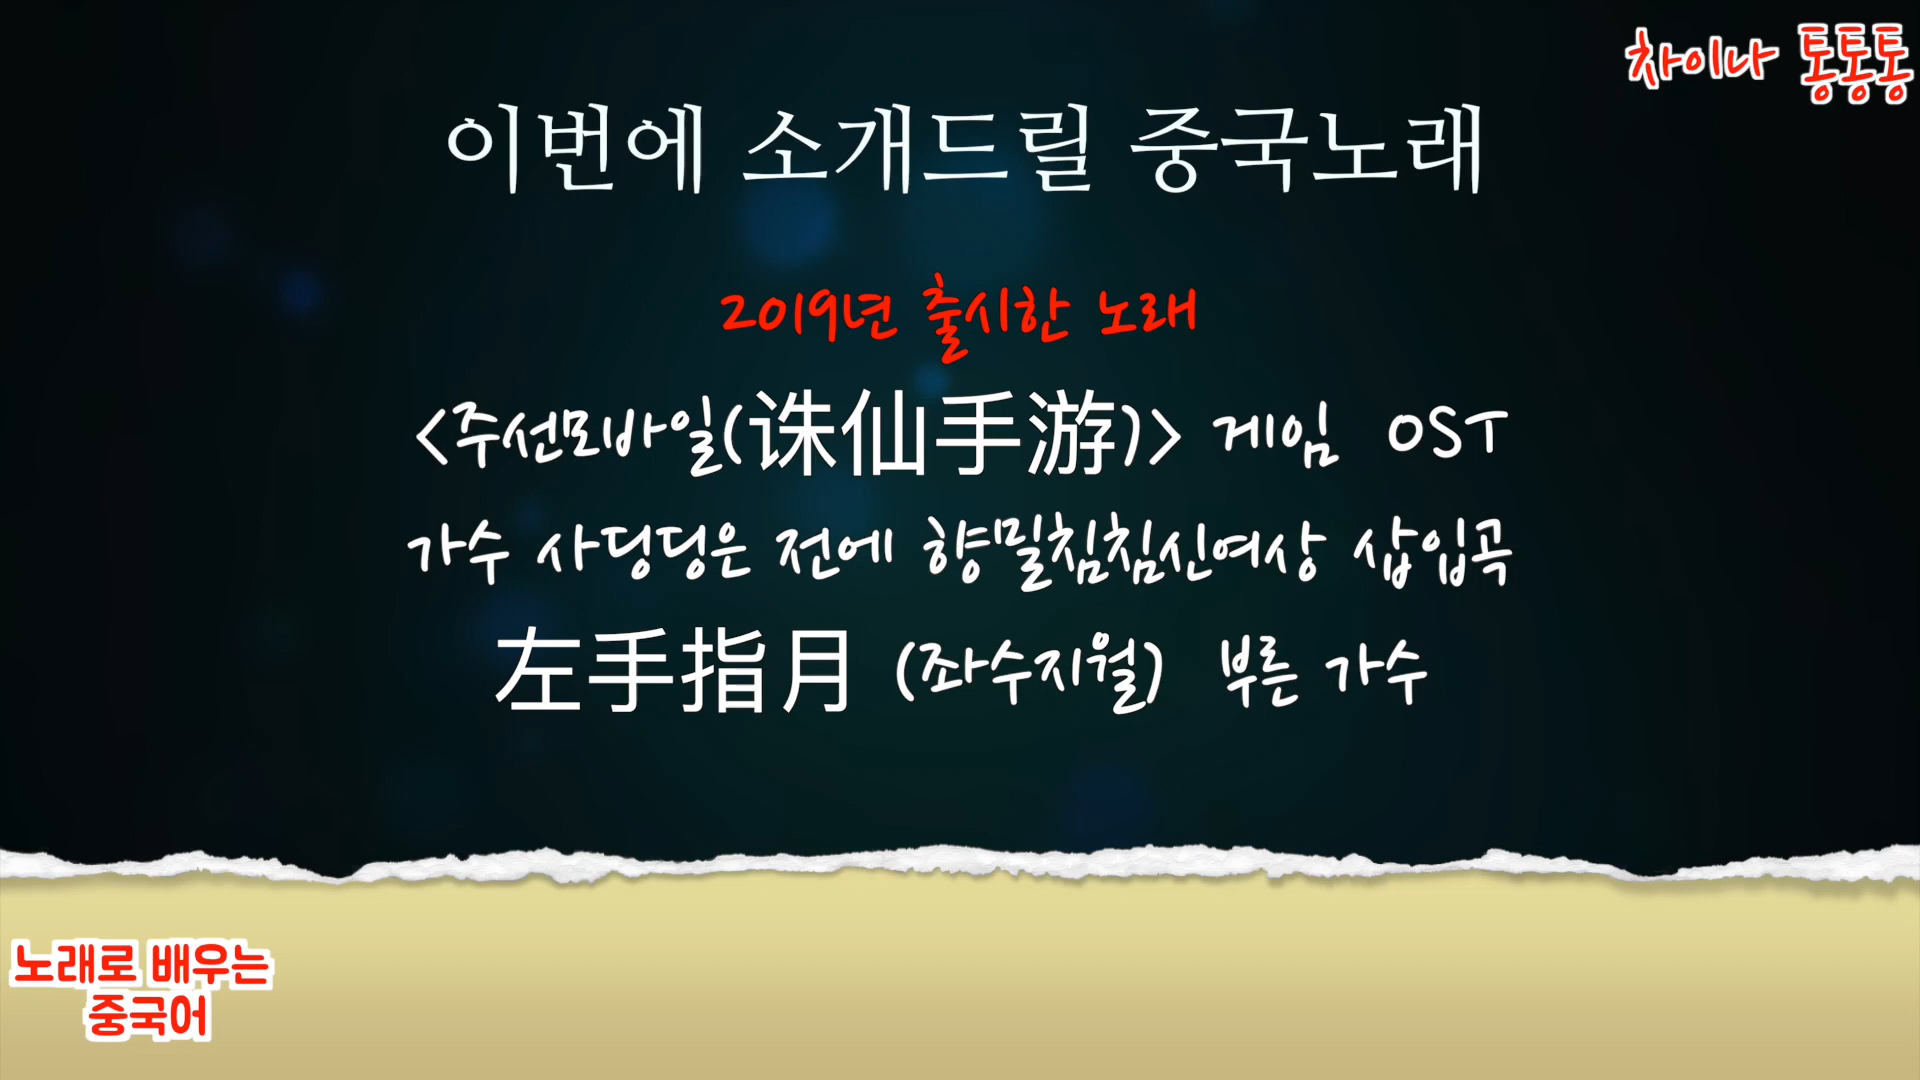 차이나 통통통
이번에 소개드릴 중국노래
2019년 출시한 노래
<주선모바일(诛仙手游)> 게임 OST
가수 사딩딩은 전에 향밀침침신여상 삽입곡
左手指月 (좌수지월) 부른 가수
노래로 배우는
중국어